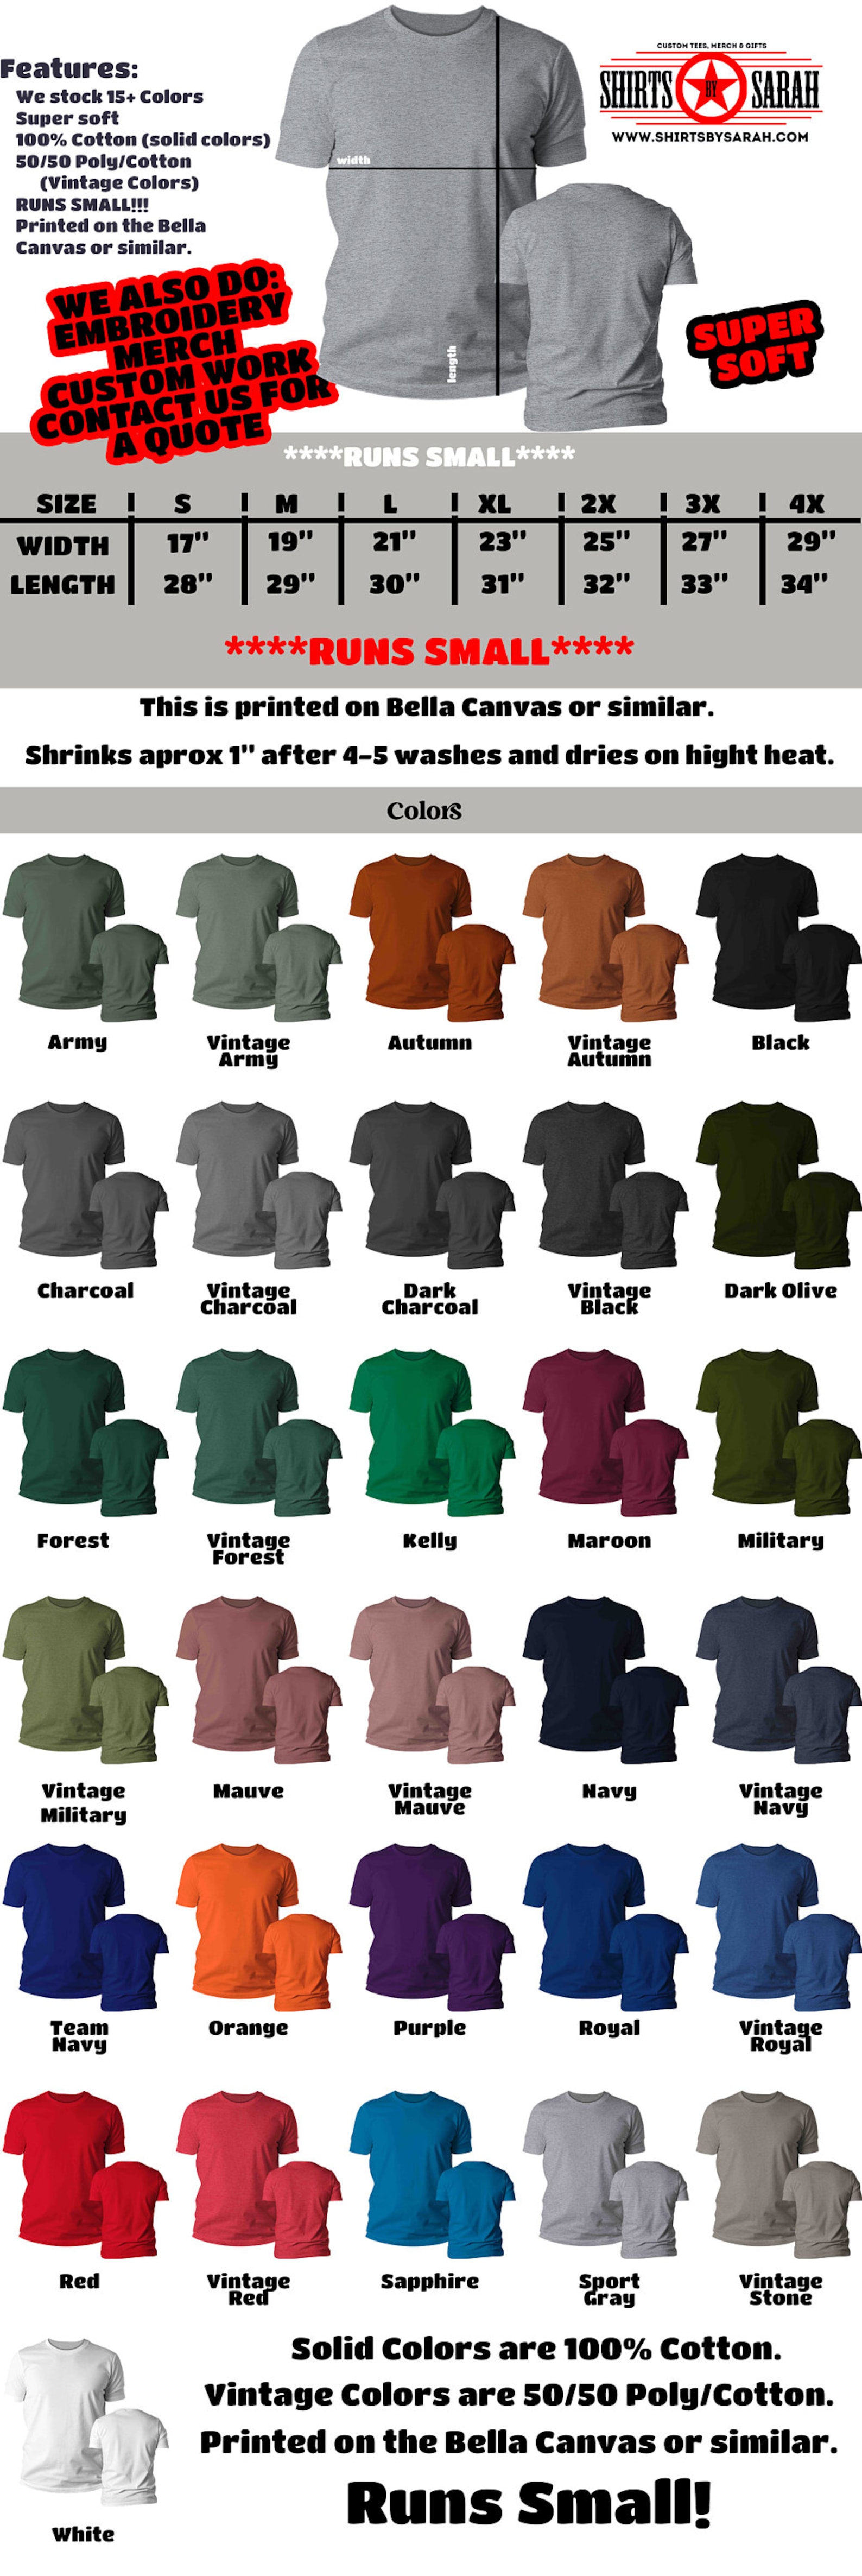 CUSTOM TEES, MERCH & GIFTS
SHIRTS BY SARAH
WWW.SHIRTSBYSARAH.COM
Features:
We stock 15+ Colors
Super soft
100% Cotton (solid colors)
50/50 Poly/Cotton
(Vintage Colors)
RUNS SMALL!!!
Printed on the Bella
Canvas or similar.
width
length
WE ALSO DO:
EMBROIDERY
MERCH
CUSTOM WORK
CONTACT US FOR
A QUOTE
SUPER
SOFT
****RUNS SMALL****
SIZE S M L XL 2X 3X 4X
WIDTH 17" 19" 21" 23" 25" 27" 29"
LENGTH 28" 29" 30" 31" 32" 33" 34"
****RUNS SMALL****
This is printed on Bella Canvas or similar.
Shrinks aprox 1" after 4-5 washes and dries on hight heat.
Colors
Army
Vintage
Army
Autumn
Vintage
Autumn
Black
Charcoal
Vintage
Charcoal
Dark
Charcoal
Vintage
Black
Dark Olive
Forest
Vintage
Forest
Kelly
Maroon
Military
Vintage
Military
Mauve
Vintage
Mauve
Navy
Vintage
Navy
Team
Navy
Orange
Purple
Royal
Vintage
Royal
Red
Vintage
Red
Sapphire
Sport
Gray
Vintage
Stone
White
Solid Colors are 100% Cotton.
Vintage Colors are 50/50 Poly/Cotton.
Printed on the Bella Canvas or similar.
Runs Small!